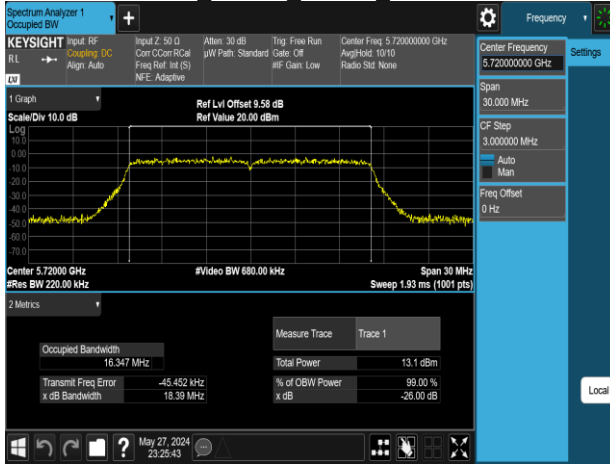 Spectrum Analyzer 1
Occupied BW
Frequency
KEYSIGHT
RL
LXI
Input: RF
Coupling: DC
Align: Auto
Input Z: 50 Ω
Corr CCorr RCal
Freq Ref: Int (S)
NFE: Adaptive
Atten: 30 dB
µW Path: Standard
Trig: Free Run
Gate: Off
#IF Gain: Low
Center Freq: 5.720000000 GHz
Avg|Hold: 10/10
Radio Std: None
Center Frequency
5.720000000 GHz
Settings
Span
30.000 MHz
CF Step
3.000000 MHz
Auto
Man
Freq Offset
0 Hz
Local
1 Graph
Scale/Div 10.0 dB
Ref Lvl Offset 9.58 dB
Ref Value 20.00 dBm
Log
10.0
0.00
-10.0
-20.0
-30.0
-40.0
-50.0
-60.0
-70.0
Center 5.72000 GHz
#Video BW 680.00 kHz
Span 30 MHz
#Res BW 220.00 kHz
Sweep 1.93 ms (1001 pts)
2 Metrics
Measure Trace Trace 1
Occupied Bandwidth
16.347 MHz
Total Power 13.1 dBm
Transmit Freq Error -45.452 kHz
% of OBW Power 99.00 %
x dB Bandwidth 18.39 MHz
x dB -26.00 dB
May 27, 2024
23:25:43